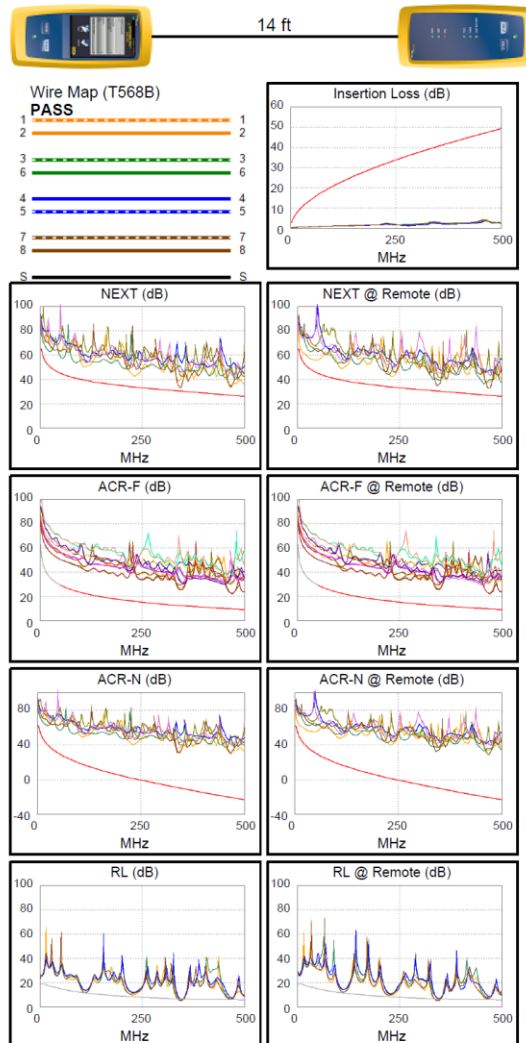 14 ft
Wire Map (T568B)
PASS
1 1
2 2
3 3
6 6
4 4
5 5
7 7
8 8
S S
Insertion Loss (dB)
60
50
40
30
20
10
0
0 250 500
MHz
NEXT (dB)
100
80
60
40
20
0
0 250 500
MHz
NEXT @ Remote (dB)
100
80
60
40
20
0
0 250 500
MHz
ACR-F (dB)
100
80
60
40
20
0
0 250 500
MHz
ACR-F @ Remote (dB)
100
80
60
40
20
0
0 250 500
MHz
ACR-N (dB)
80
40
0
-40
0 250 500
MHz
ACR-N @ Remote (dB)
80
40
0
-40
0 250 500
MHz
RL (dB)
100
80
60
40
20
0
0 250 500
MHz
RL @ Remote (dB)
100
80
60
40
20
0
0 250 500
MHz